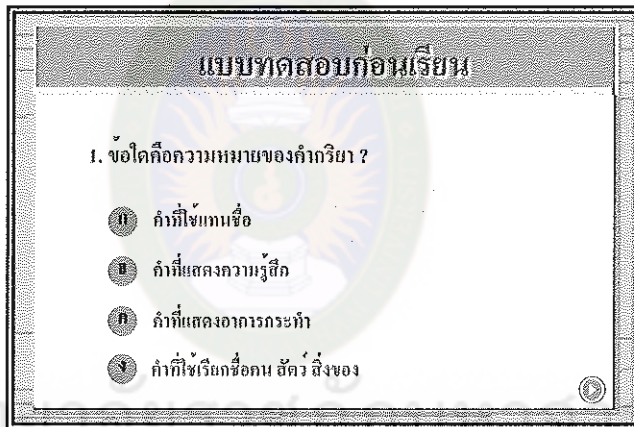 แบบทดสอบก่อนเรียน
1. ข้อใดคือความหมายของคำกริยา ?
ก คำที่ใช้แทนชื่อ
ข คำที่แสดงความรู้สึก
ค คำที่แสดงอาการกระทำ
ง คำที่ใช้เรียกชื่อคน สัตว์ สิ่งของ